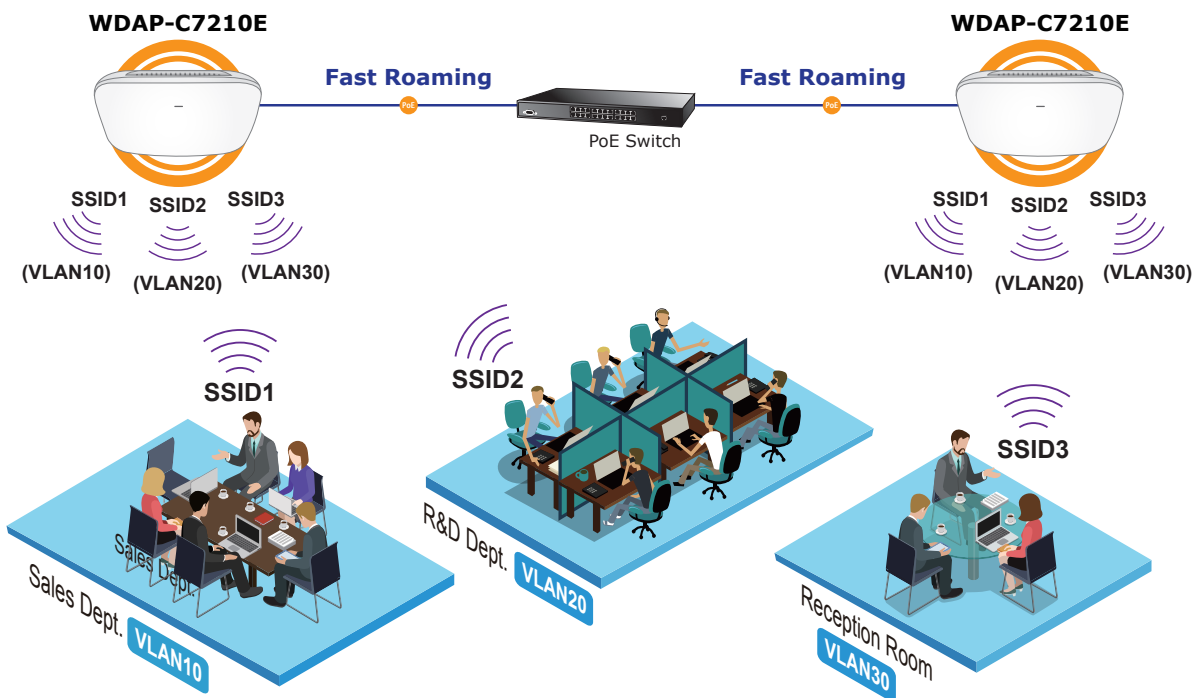 WDAP-C7210E
WDAP-C7210E
Fast Roaming
Fast Roaming
PoE
PoE
PoE Switch
SSID1
SSID2
SSID3
(VLAN10)
(VLAN20)
(VLAN30)
SSID1
SSID2
SSID3
(VLAN10)
(VLAN20)
(VLAN30)
SSID1
SSID2
SSID3
Sales Dept.
Sales Dept. VLAN10
R&D Dept. VLAN20
Reception Room
VLAN30